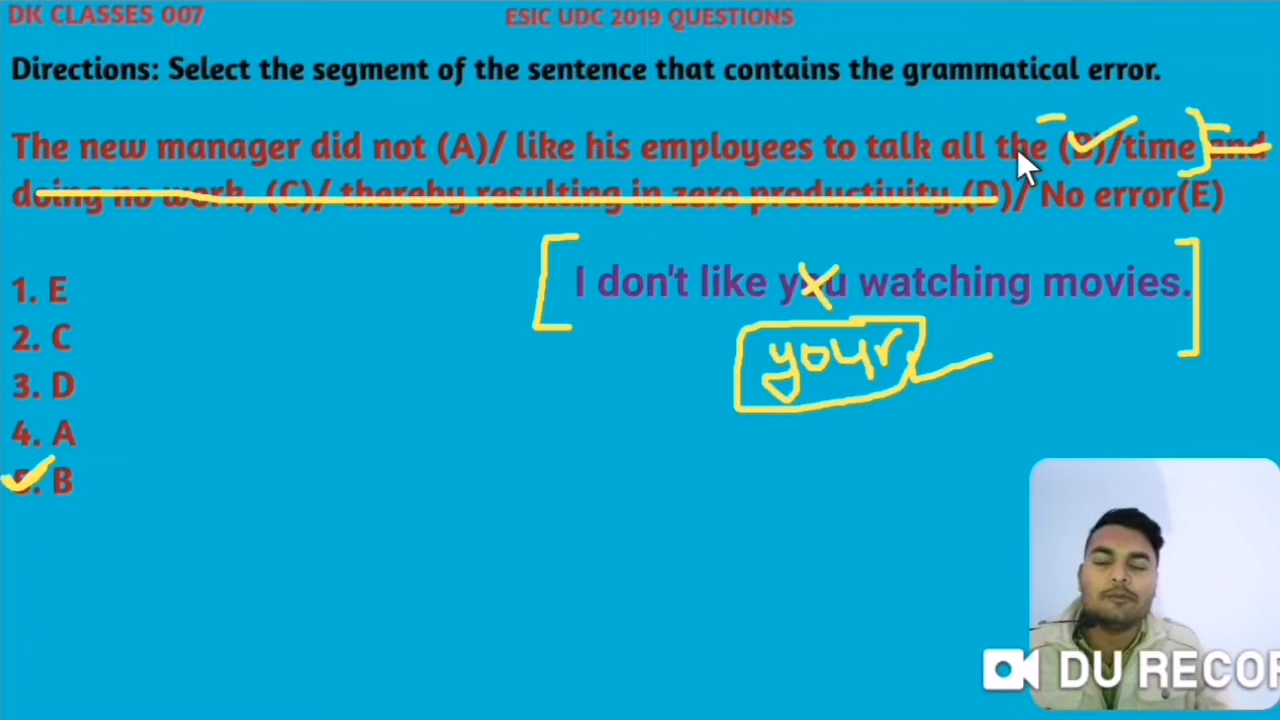 DK CLASSES 007
ESIC UDC 2019 QUESTIONS
Directions: Select the segment of the sentence that contains the grammatical error.
The new manager did not (A)/ like his employees to talk all the (B)/time and
doing no work, (C)/ thereby resulting in zero productivity.(D)/ No error(E)
I don't like you watching movies.
your
1. E
2. C
3. D
4. A
5. B
DU RECOR